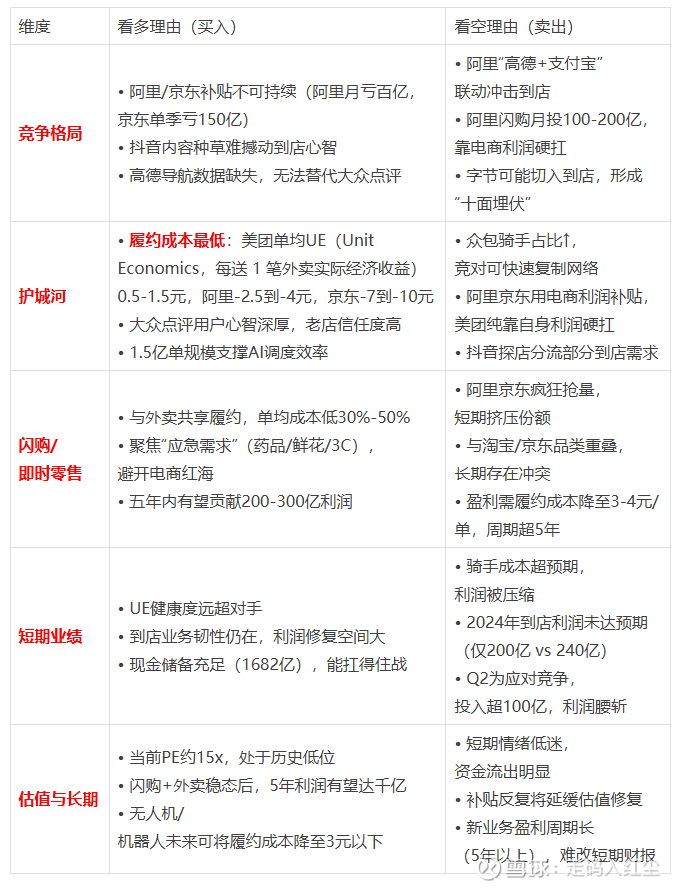 维度
看多理由（买入）
看空理由（卖出）
竞争格局
• 阿里/京东补贴不可持续（阿里月亏百亿，
京东单季亏150亿）
• 抖音内容种草难撼动到店心智
• 高德导航数据缺失，无法替代大众点评
• 阿里“高德+支付宝”
联动冲击到店
• 阿里闪购月投100-200亿，
靠电商利润硬扛
• 字节可能切入到店，形成
“十面埋伏”
护城河
• 履约成本最低：美团单均UE（Unit
Economics，每送 1 笔外卖实际经济收益）
0.5-1.5元，阿里-2.5到-4元，京东-7到-10元
• 大众点评用户心智深厚，老店信任度高
• 1.5亿单规模支撑AI调度效率
• 众包骑手占比↑，
竞对可快速复制网络
• 阿里京东用电商利润补贴，
美团纯靠自身利润硬扛
• 抖音探店分流部分到店需求
闪购/
即时零售
• 与外卖共享履约，单均成本低30%-50%
• 聚焦“应急需求”（药品/鲜花/3C），
避开电商红海
• 五年内有望贡献200-300亿利润
• 阿里京东疯狂抢量，
短期挤压份额
• 与淘宝/京东品类重叠，
长期存在冲突
• 盈利需履约成本降至3-4元/
单，周期超5年
短期业绩
• UE健康度远超对手
• 到店业务韧性仍在，利润修复空间大
• 现金储备充足（1682亿），能扛得住战
• 骑手成本超预期，
利润被压缩
• 2024年到店利润未达预期
（仅200亿 vs 240亿）
• Q2为应对竞争，
投入超100亿，利润腰斩
估值与长期
• 当前PE约15x，处于历史低位
• 闪购+外卖稳态后，5年利润有望达千亿
• 无人机/
机器人未来可将履约成本降至3元以下
• 短期情绪低迷，
资金流出明显
• 补贴反复将延缓估值修复
• 新业务盈利周期长
（5年以上），难改短期财报
雪球：走码入红尘